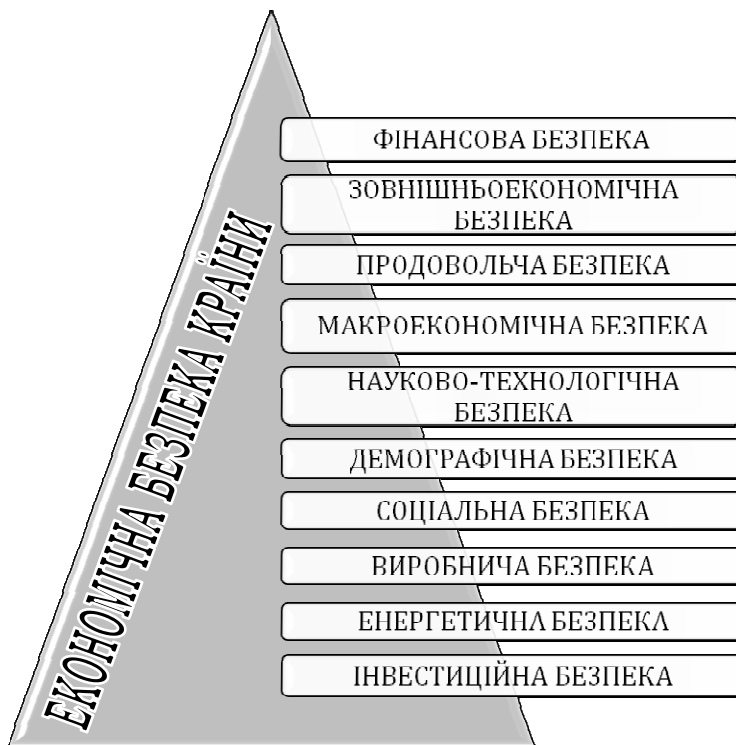 ЕКОНОМІЧНА БЕЗПЕКА КРАЇНИ
ФІНАНСОВА БЕЗПЕКА
ЗОВНІШНЬОЕКОНОМІЧНА
БЕЗПЕКА
ПРОДОВОЛЬЧА БЕЗПЕКА
МАКРОЕКОНОМІЧНА БЕЗПЕКА
НАУКОВО-ТЕХНОЛОГІЧНА
БЕЗПЕКА
ДЕМОГРАФІЧНА БЕЗПЕКА
СОЦІАЛЬНА БЕЗПЕКА
ВИРОБНИЧА БЕЗПЕКА
ЕНЕРГЕТИЧНА БЕЗПЕКА
ІНВЕСТИЦІЙНА БЕЗПЕКА